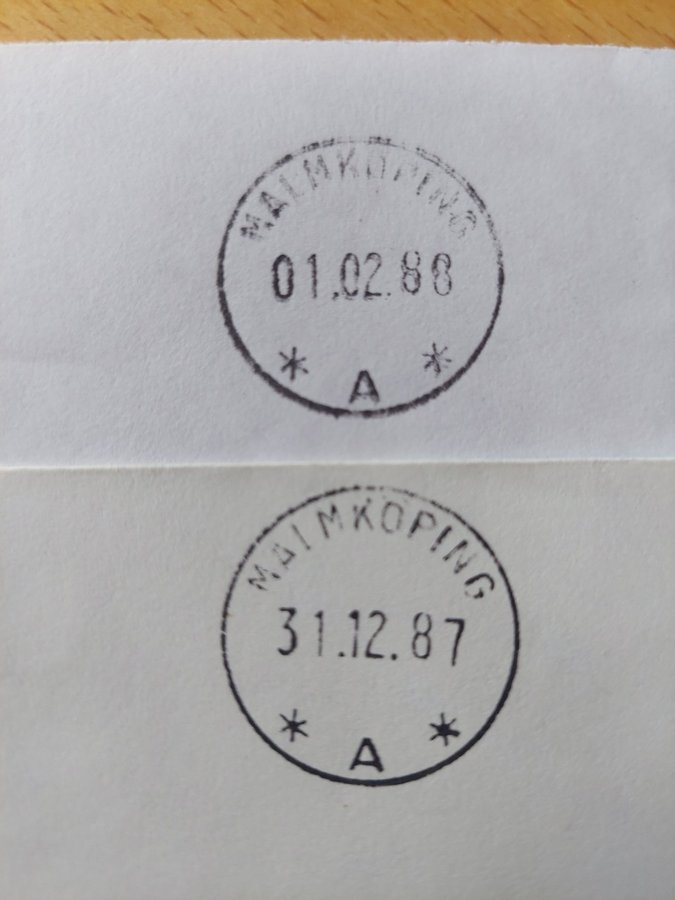 MALMKÖPING
01.02.88
* A *
MALMKÖPING
31.12.87
* A *